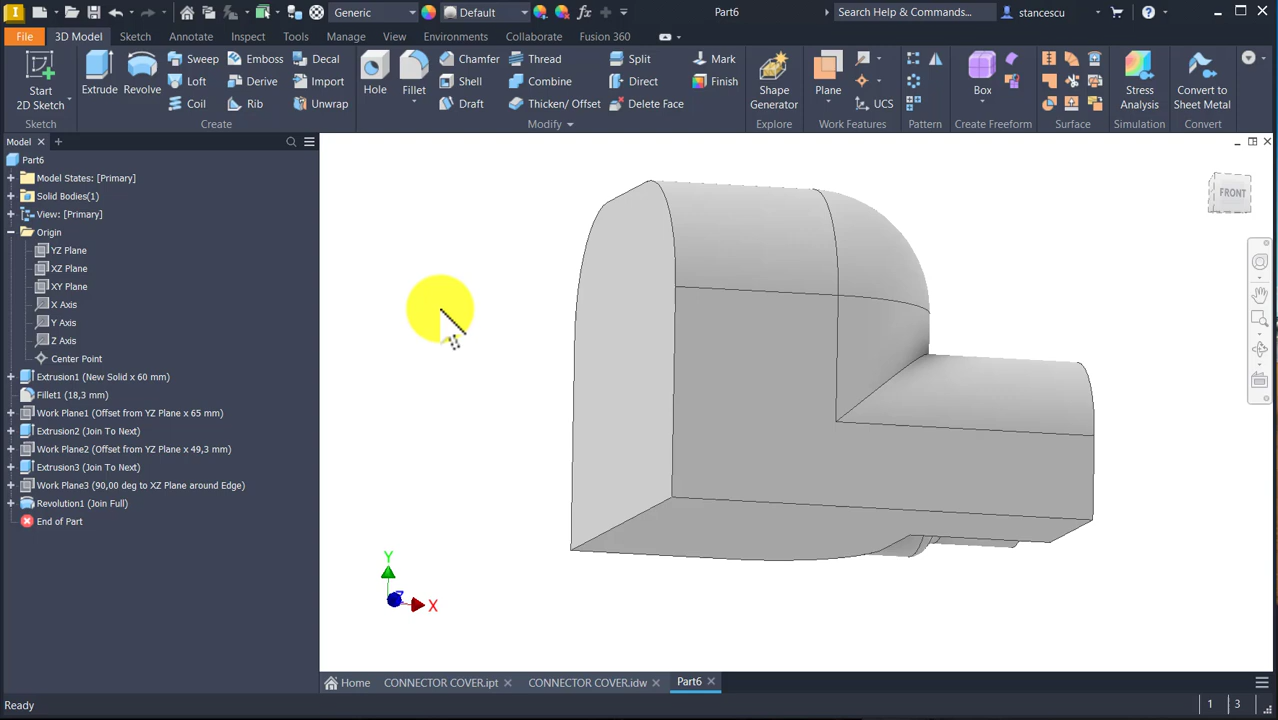 Generic
Default
Part6
Search Help & Commands...
stancescu
File
3D Model
Sketch
Annotate
Inspect
Tools
Manage
View
Environments
Collaborate
Fusion 360
Start
2D Sketch
Extrude
Revolve
Sweep
Emboss
Decal
Loft
Derive
Import
Coil
Rib
Unwrap
Hole
Fillet
Chamfer
Thread
Split
Shell
Combine
Direct
Draft
Thicken/ Offset
Delete Face
Mark
Finish
Shape
Generator
Plane
UCS
Box
Stress
Analysis
Convert to
Sheet Metal
Sketch
Create
Modify
Explore
Work Features
Pattern
Create Freeform
Surface
Simulation
Convert
Model
Part6
Model States: [Primary]
Solid Bodies(1)
View: [Primary]
Origin
YZ Plane
XZ Plane
XY Plane
X Axis
Y Axis
Z Axis
Center Point
Extrusion1 (New Solid x 60 mm)
Fillet1 (18,3 mm)
Work Plane1 (Offset from YZ Plane x 65 mm)
Extrusion2 (Join To Next)
Work Plane2 (Offset from YZ Plane x 49,3 mm)
Extrusion3 (Join To Next)
Work Plane3 (90,00 deg to XZ Plane around Edge)
Revolution1 (Join Full)
End of Part
FRONT
Y
Z
X
Home
CONNECTOR COVER.ipt
CONNECTOR COVER.idw
Part6
Ready
1
3